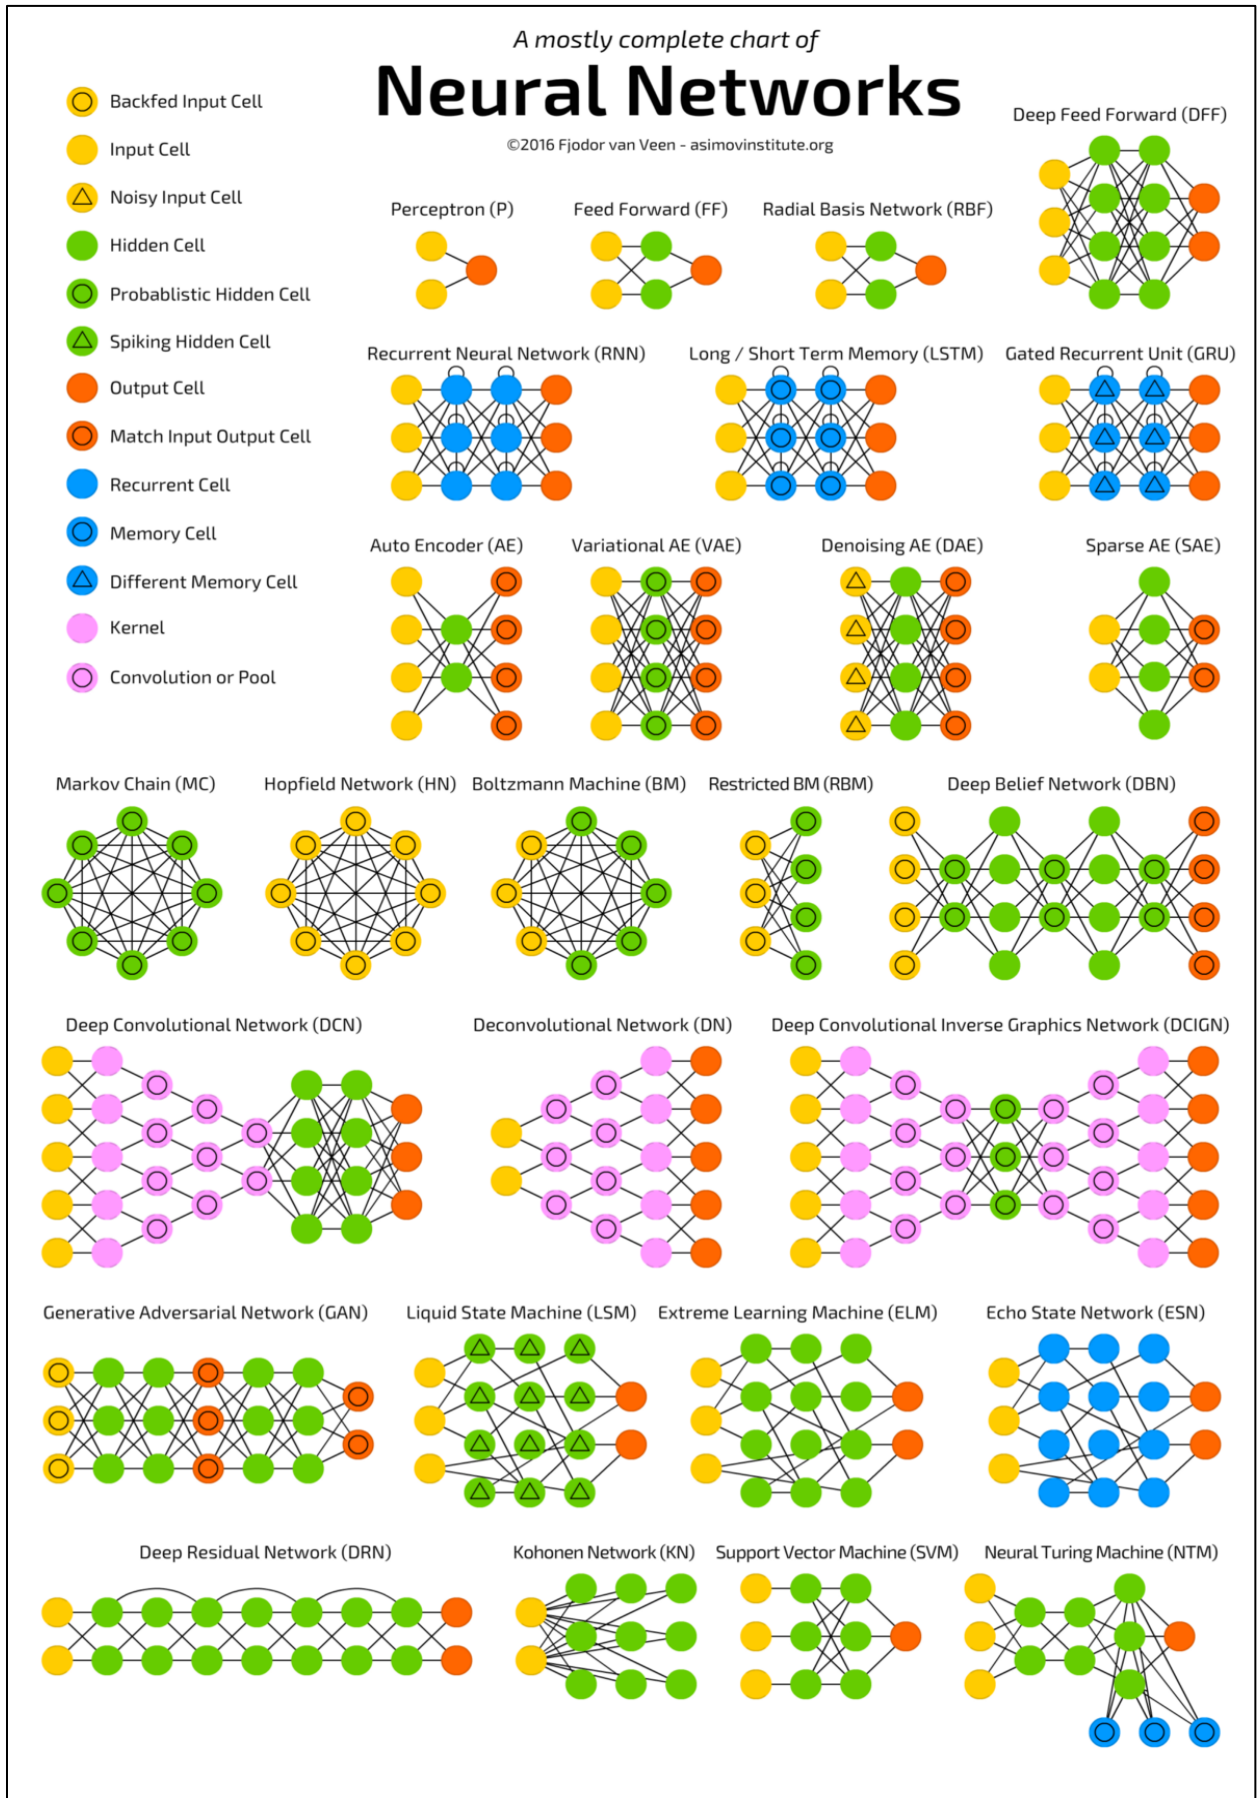 A mostly complete chart of
Neural Networks
©2016 Fjodor van Veen - asimovinstitute.org
Backfed Input Cell
Input Cell
Noisy Input Cell
Hidden Cell
Probablistic Hidden Cell
Spiking Hidden Cell
Output Cell
Match Input Output Cell
Recurrent Cell
Memory Cell
Different Memory Cell
Kernel
Convolution or Pool
Deep Feed Forward (DFF)
Perceptron (P)
Feed Forward (FF)
Radial Basis Network (RBF)
Recurrent Neural Network (RNN)
Long / Short Term Memory (LSTM)
Gated Recurrent Unit (GRU)
Auto Encoder (AE)
Variational AE (VAE)
Denoising AE (DAE)
Sparse AE (SAE)
Markov Chain (MC)
Hopfield Network (HN)
Boltzmann Machine (BM)
Restricted BM (RBM)
Deep Belief Network (DBN)
Deep Convolutional Network (DCN)
Deconvolutional Network (DN)
Deep Convolutional Inverse Graphics Network (DCIGN)
Generative Adversarial Network (GAN)
Liquid State Machine (LSM)
Extreme Learning Machine (ELM)
Echo State Network (ESN)
Deep Residual Network (DRN)
Kohonen Network (KN)
Support Vector Machine (SVM)
Neural Turing Machine (NTM)